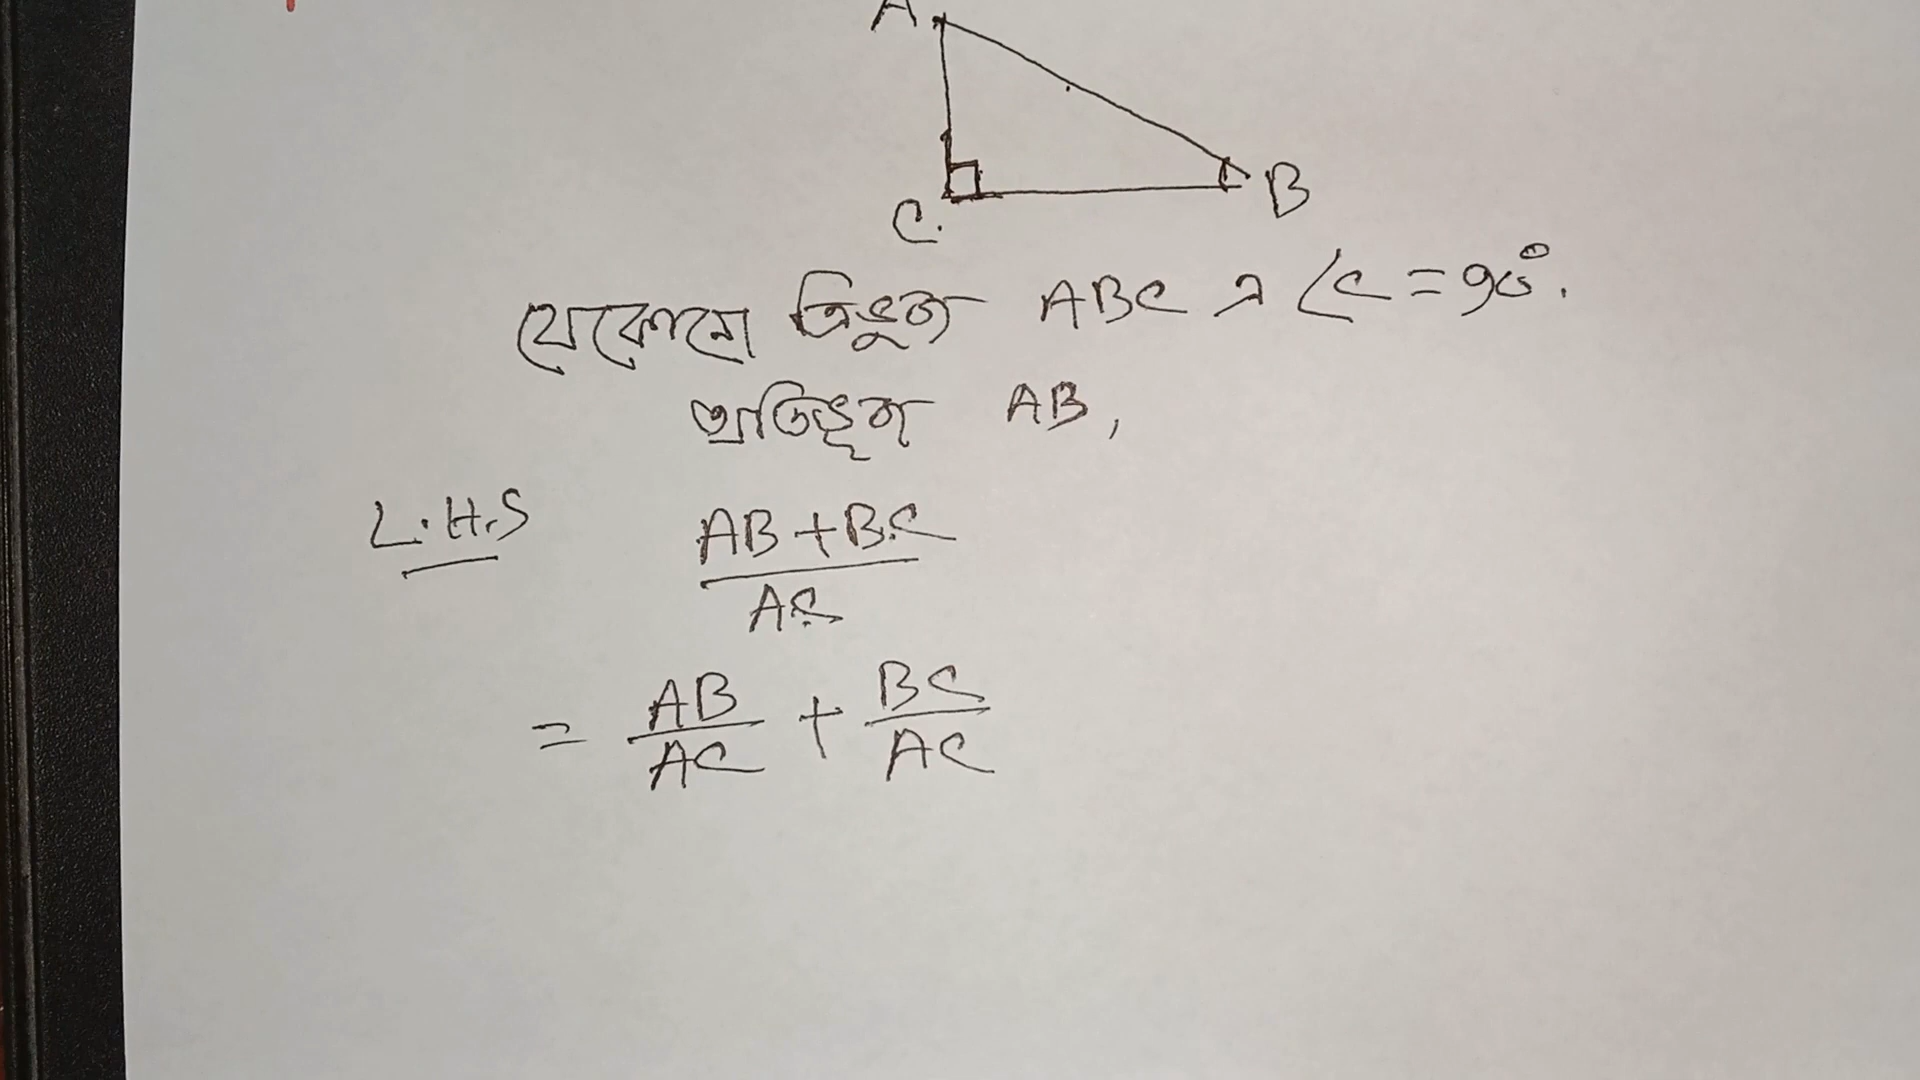 A
B
C.
যেকোনো ত্রিভুজ ABC এ ∠C = 90°.
অতিভূজ AB,
L.H.S
AB + BC
AC
= AB/AC + BC/AC